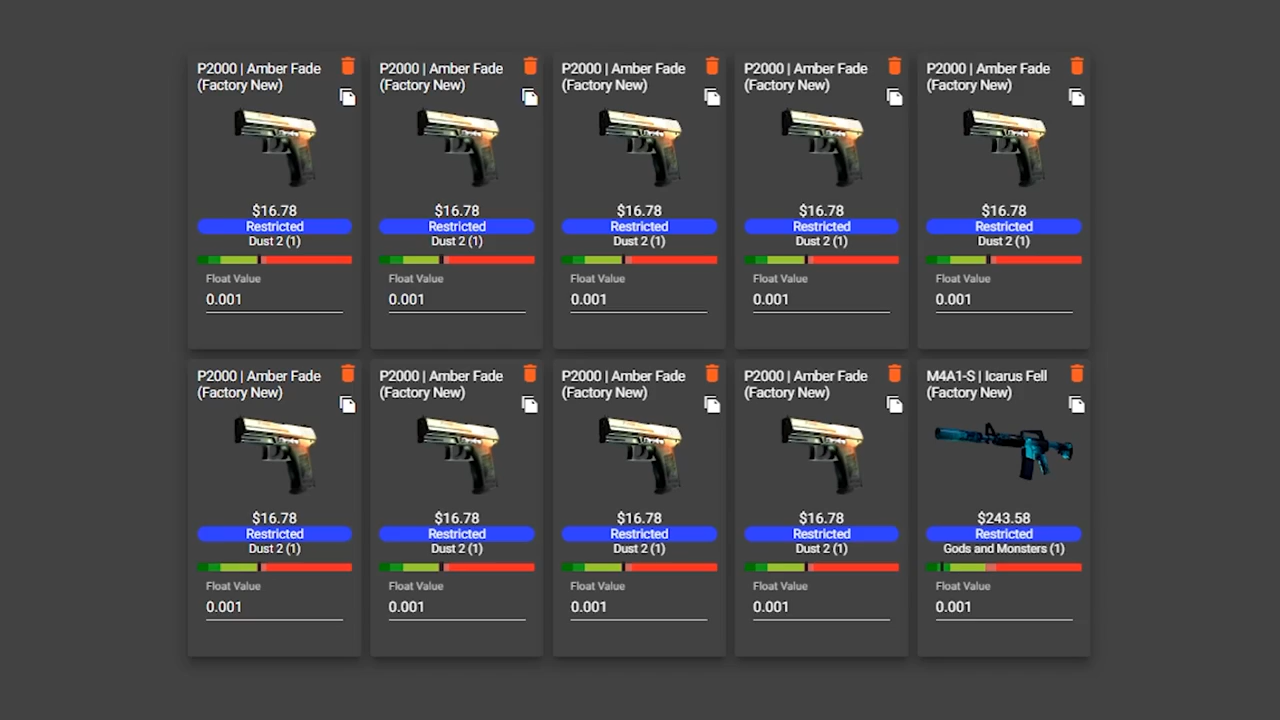 P2000 | Amber Fade
(Factory New)
$16.78
Restricted
Dust 2 (1)
Float Value
0.001
P2000 | Amber Fade
(Factory New)
$16.78
Restricted
Dust 2 (1)
Float Value
0.001
P2000 | Amber Fade
(Factory New)
$16.78
Restricted
Dust 2 (1)
Float Value
0.001
P2000 | Amber Fade
(Factory New)
$16.78
Restricted
Dust 2 (1)
Float Value
0.001
P2000 | Amber Fade
(Factory New)
$16.78
Restricted
Dust 2 (1)
Float Value
0.001
P2000 | Amber Fade
(Factory New)
$16.78
Restricted
Dust 2 (1)
Float Value
0.001
P2000 | Amber Fade
(Factory New)
$16.78
Restricted
Dust 2 (1)
Float Value
0.001
P2000 | Amber Fade
(Factory New)
$16.78
Restricted
Dust 2 (1)
Float Value
0.001
P2000 | Amber Fade
(Factory New)
$16.78
Restricted
Dust 2 (1)
Float Value
0.001
M4A1-S | Icarus Fell
(Factory New)
$243.58
Restricted
Gods and Monsters (1)
Float Value
0.001